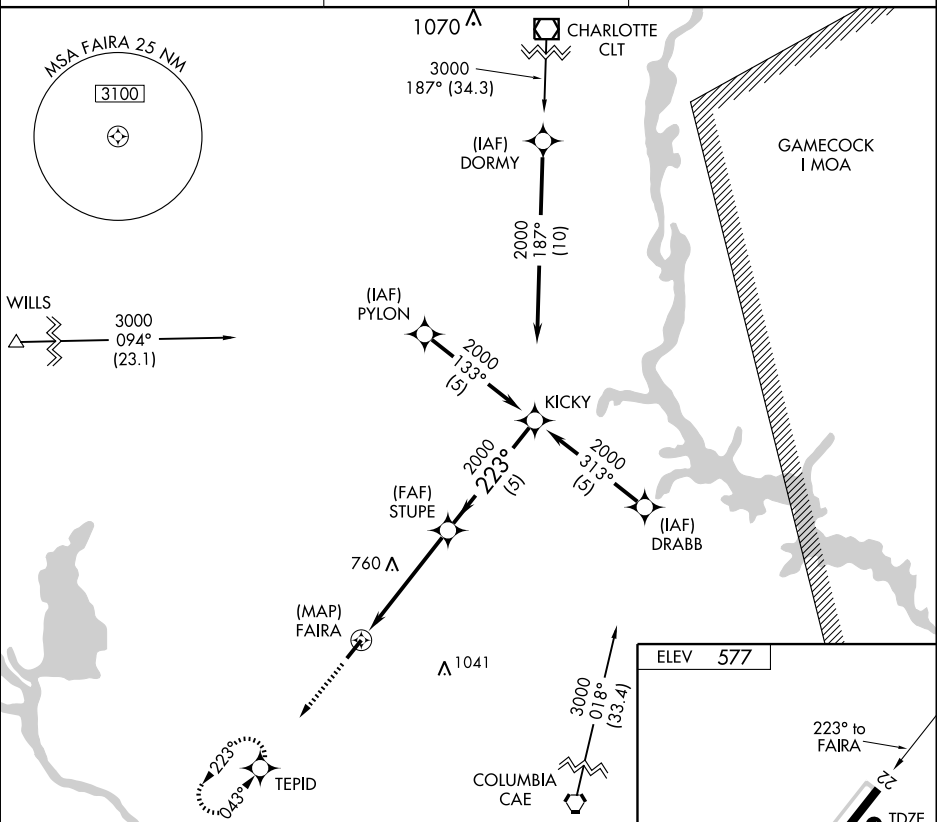 MSA FAIRA 25 NM
3100
1070
CHARLOTTE
CLT
3000
187° (34.3)
(IAF)
DORMY
GAMECOCK
I MOA
2000
187°
(10)
WILLS
3000
094°
(23.1)
(IAF)
PYLON
2000
133°
(5)
KICKY
2000
223°
(5)
2000
313°
(5)
(FAF)
STUPE
(IAF)
DRABB
760
(MAP)
FAIRA
1041
3000
018°
(33.4)
ELEV 577
223° to
FAIRA
22
TDZE
223°
043°
TEPID
COLUMBIA
CAE